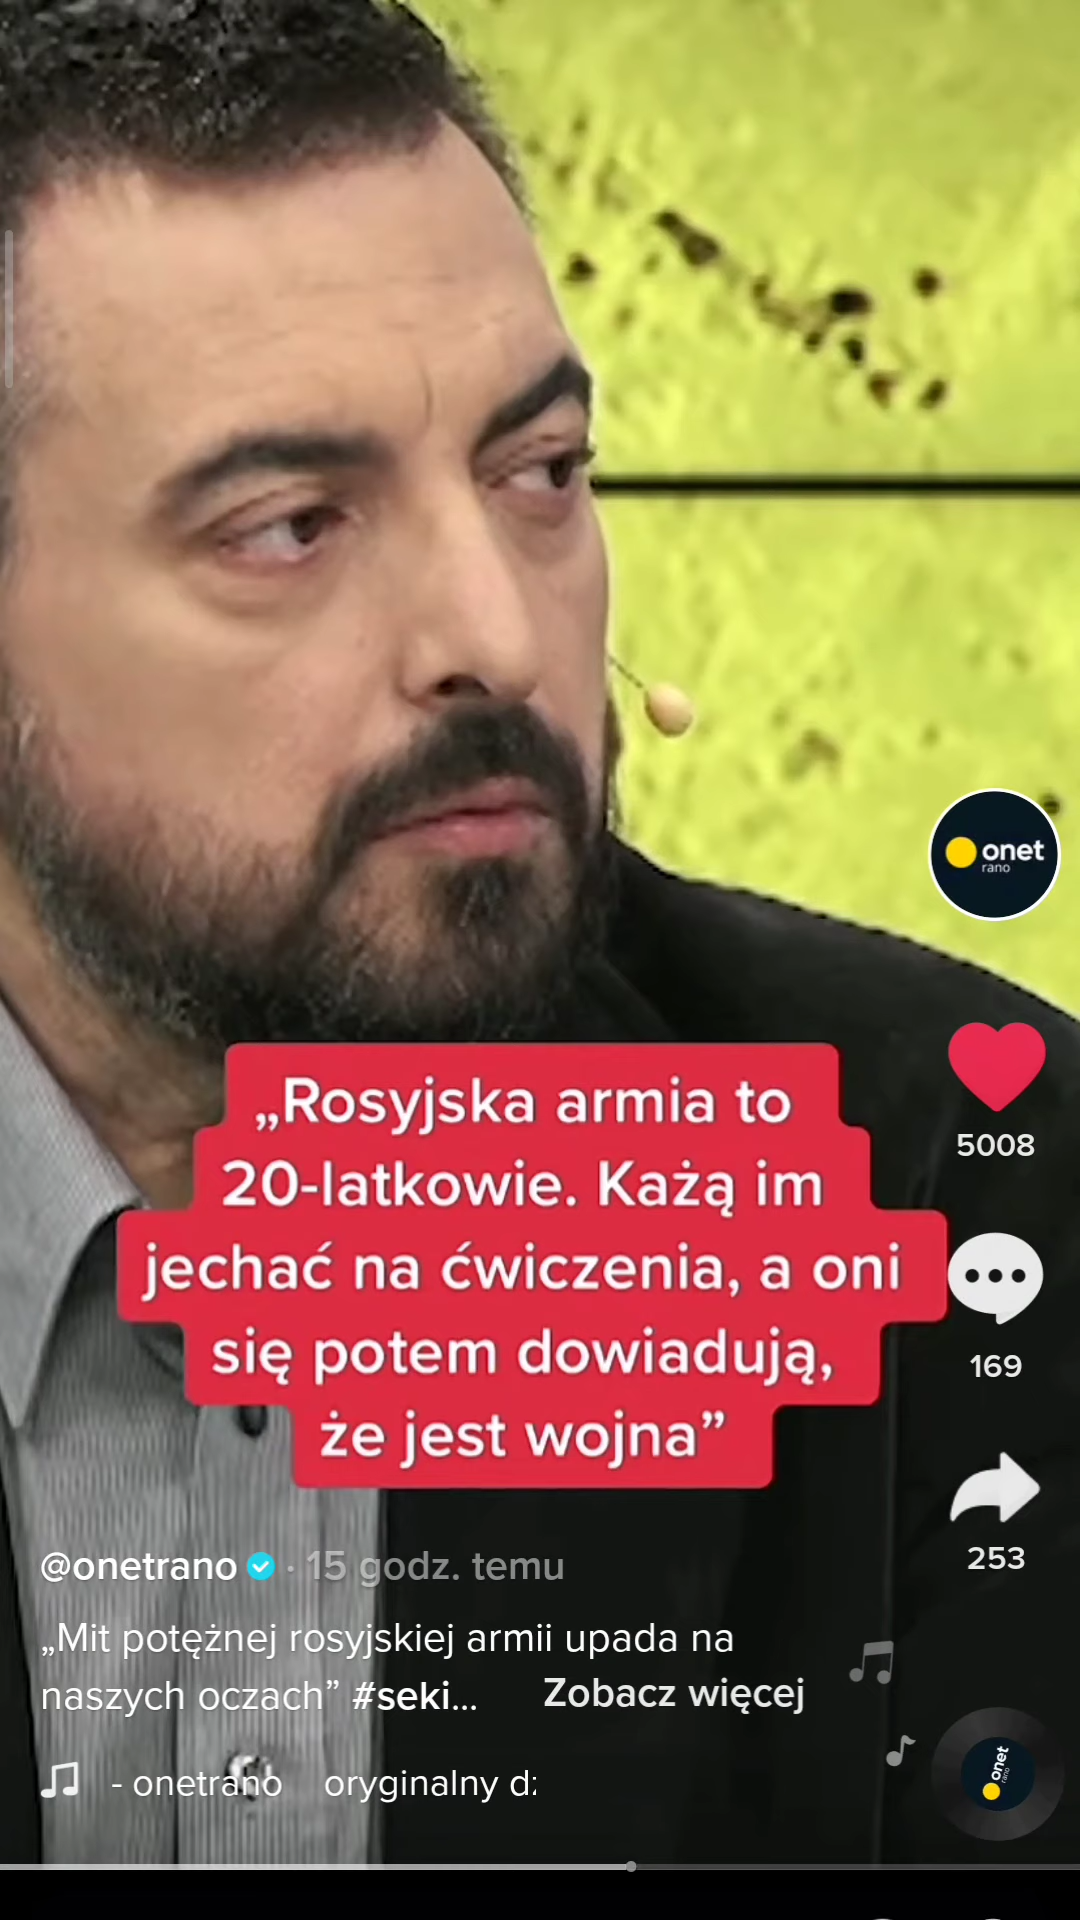 onet
rano
„Rosyjska armia to
20-latkowie. Każą im
jechać na ćwiczenia, a oni
się potem dowiadują,
że jest wojna”
5008
169
253
@onetrano · 15 godz. temu
„Mit potężnej rosyjskiej armii upada na
naszych oczach” #seki... Zobacz więcej
- onetrano oryginalny dz
onet
rano